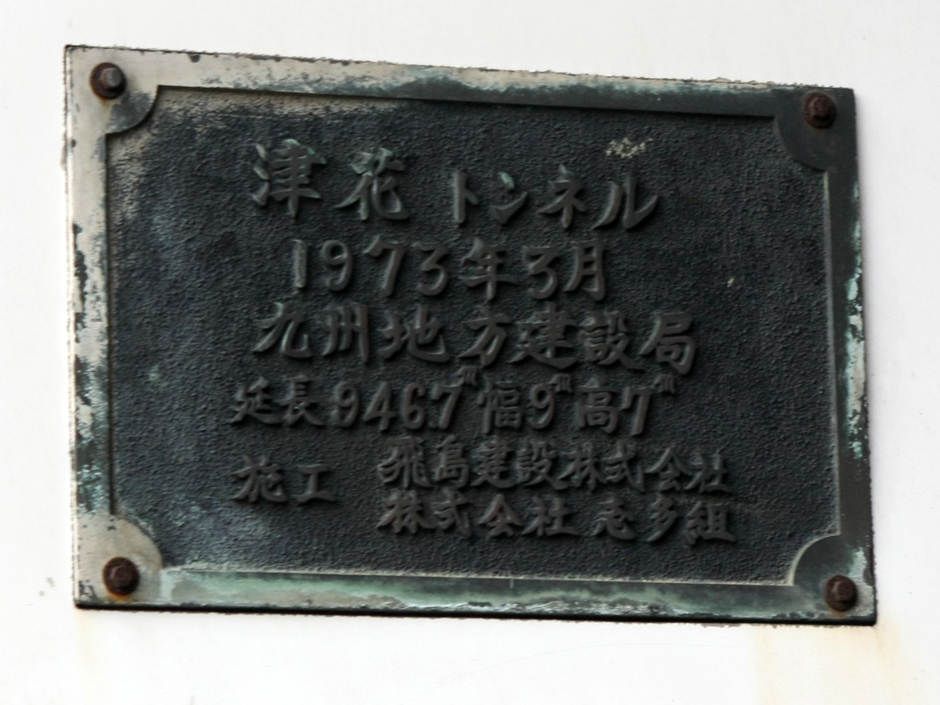 津花トンネル
1973年3月
九州地方建設局
延長946.7m 幅9m 高7m
施工 飛島建設株式会社
株式会社志多組